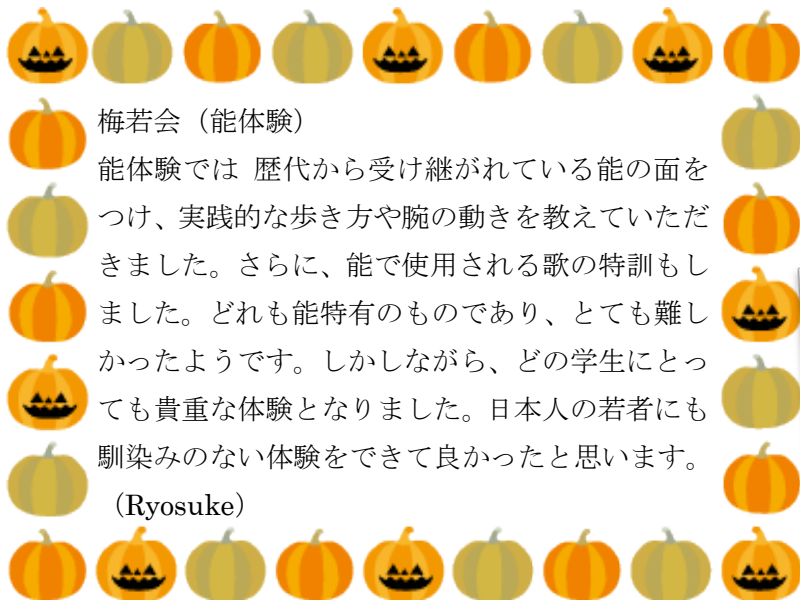 梅若会（能体験）
能体験では 歴代から受け継がれている能の面を
つけ、実践的な歩き方や腕の動きを教えていただ
きました。さらに、能で使用される歌の特訓もし
ました。どれも能特有のものであり、とても難し
かったようです。しかしながら、どの学生にとっ
ても貴重な体験となりました。日本人の若者にも
馴染みのない体験をできて良かったと思います。
（Ryosuke）